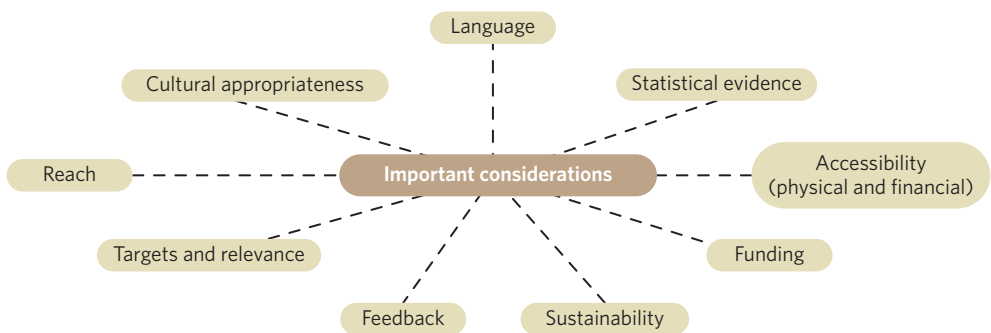 Language
Cultural appropriateness
Statistical evidence
Reach
Important considerations
Accessibility
(physical and financial)
Targets and relevance
Funding
Feedback
Sustainability